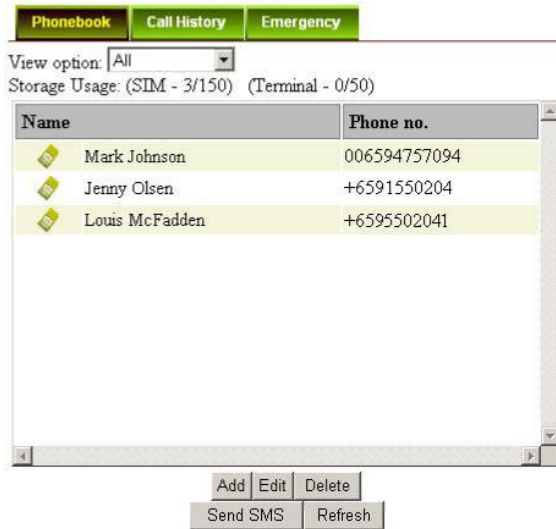 Phonebook Call History Emergency
View option: All
Storage Usage: (SIM - 3/150) (Terminal - 0/50)
Name Phone no.
Mark Johnson 006594757094
Jenny Olsen +6591550204
Louis McFadden +6595502041
Add Edit Delete
Send SMS Refresh